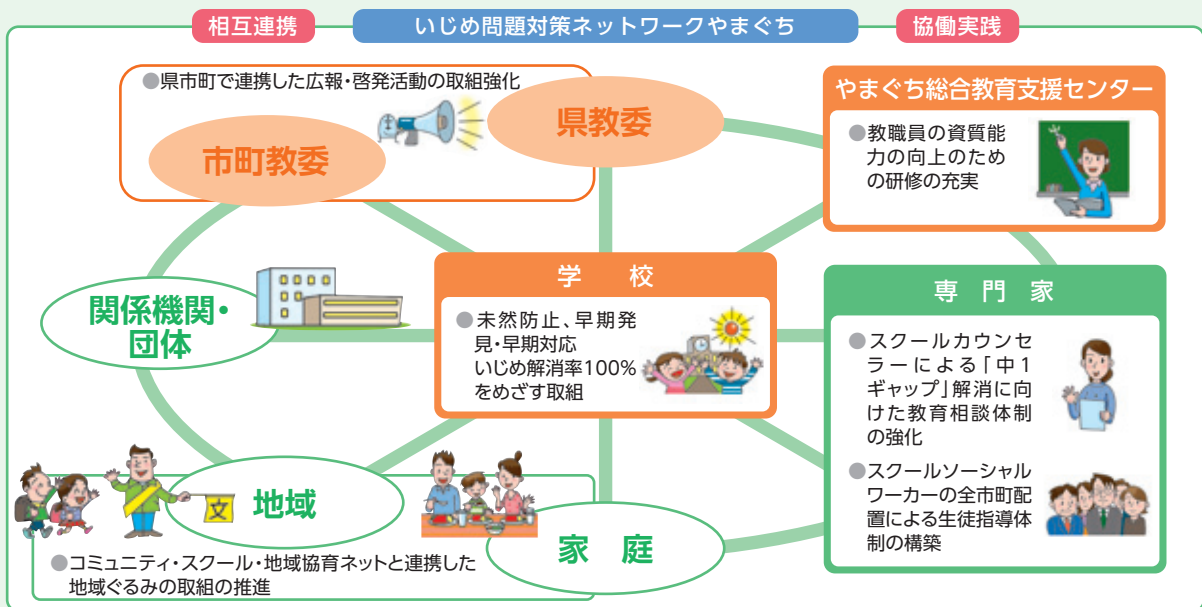 相互連携
いじめ問題対策ネットワークやまぐち
協働実践
●県市町で連携した広報・啓発活動の取組強化
市町教委
県教委
やまぐち総合教育支援センター
●教職員の資質能
力の向上のため
の研修の充実
関係機関・
団体
学　校
●未然防止、早期発
見・早期対応
いじめ解消率100%
をめざす取組
専門家
●スクールカウンセ
ラーによる「中1
ギャップ」解消に向
けた教育相談体制
の強化
●スクールソーシャル
ワーカーの全市町配
置による生徒指導体
制の構築
文
地域
家　庭
●コミュニティ・スクール・地域協育ネットと連携した
地域ぐるみの取組の推進